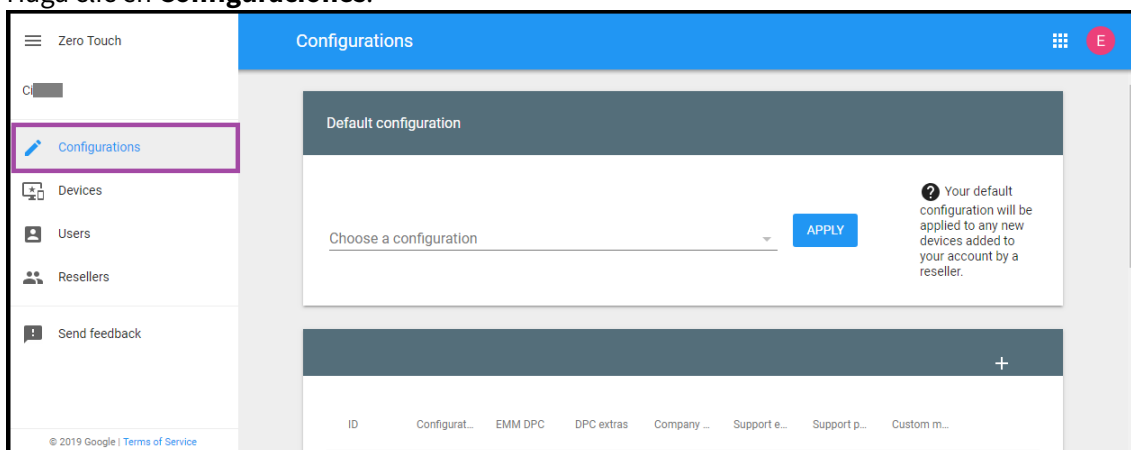 Haga clic en Configuraciones.
Zero Touch
Configurations
E
Ci
Configurations
Devices
Users
Resellers
Send feedback
© 2019 Google | Terms of Service
Default configuration
Choose a configuration
APPLY
? Your default
configuration will be
applied to any new
devices added to
your account by a
reseller.
+
ID Configurat... EMM DPC DPC extras Company ... Support e... Support p... Custom m...